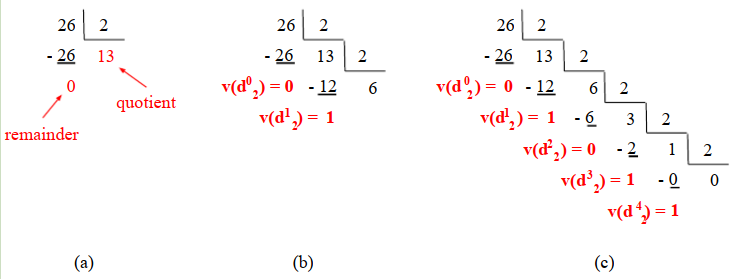 26 2
- 26 13
0
quotient
remainder
(a)
26 2
- 26 13 2
v(d⁰₂) = 0 - 12 6
v(d¹₂) = 1
(b)
26 2
- 26 13 2
v(d⁰₂) = 0 - 12 6 2
v(d¹₂) = 1 - 6 3 2
v(d²₂) = 0 - 2 1 2
v(d³₂) = 1 - 0 0
v(d⁴₂) = 1
(c)